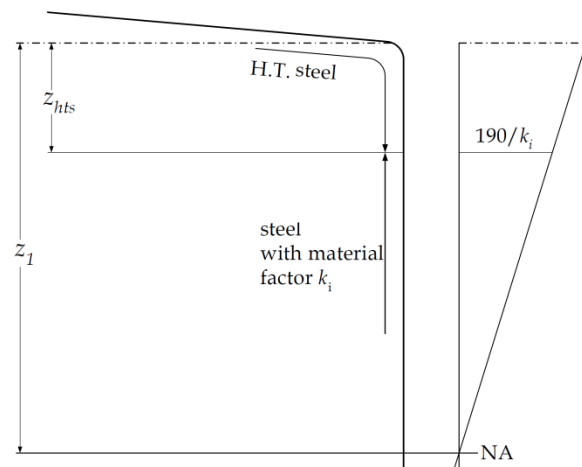 H.T. steel
z_hts
190/k_i
steel
with material
factor k_i
z_1
NA